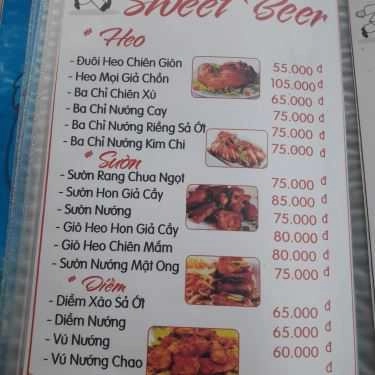 Sweet Beer
* Heo
- Đuôi Heo Chiên Giòn 55.000 đ
- Heo Mọi Giả Chồn 105.000 đ
- Ba Chỉ Chiên Xù 65.000 đ
- Ba Chỉ Nướng Cay 75.000 đ
- Ba Chỉ Nướng Riềng Sả Ớt 75.000 đ
- Ba Chỉ Nướng Kim Chi 75.000 đ
* Sườn
- Sườn Rang Chua Ngọt 75.000 đ
- Sườn Hon Giả Cầy 85.000 đ
- Sườn Nướng 75.000 đ
- Giò Heo Hon Giả Cầy 80.000 đ
- Giò Heo Chiên Mắm 80.000 đ
- Sườn Nướng Mật Ong 75.000 đ
* Diềm
- Diềm Xào Sả Ớt 65.000 đ
- Diềm Nướng 65.000 đ
- Vú Nướng 60.000 đ
- Vú Nướng Chao đ